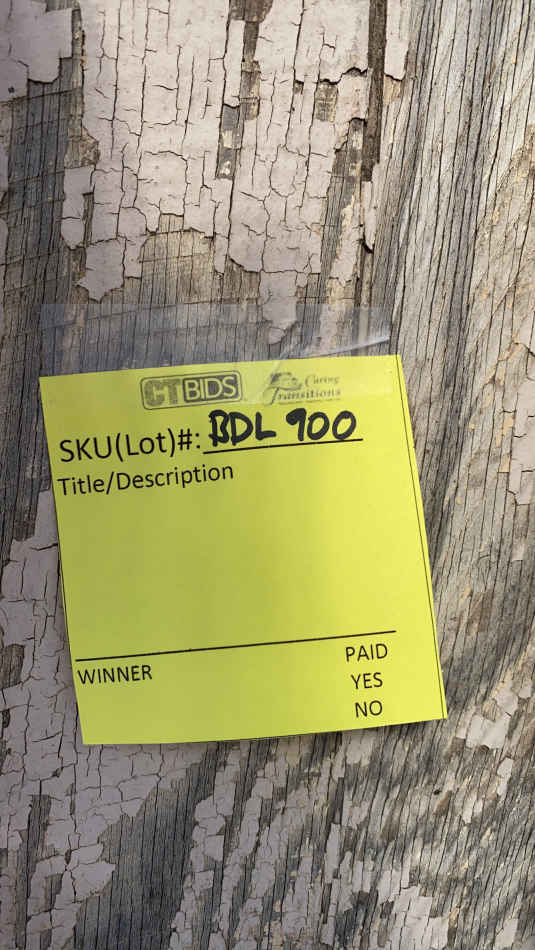 CTBIDS
Caring
Transitions
SKU(Lot)#: BDL 900
Title/Description
WINNER
PAID
YES
NO